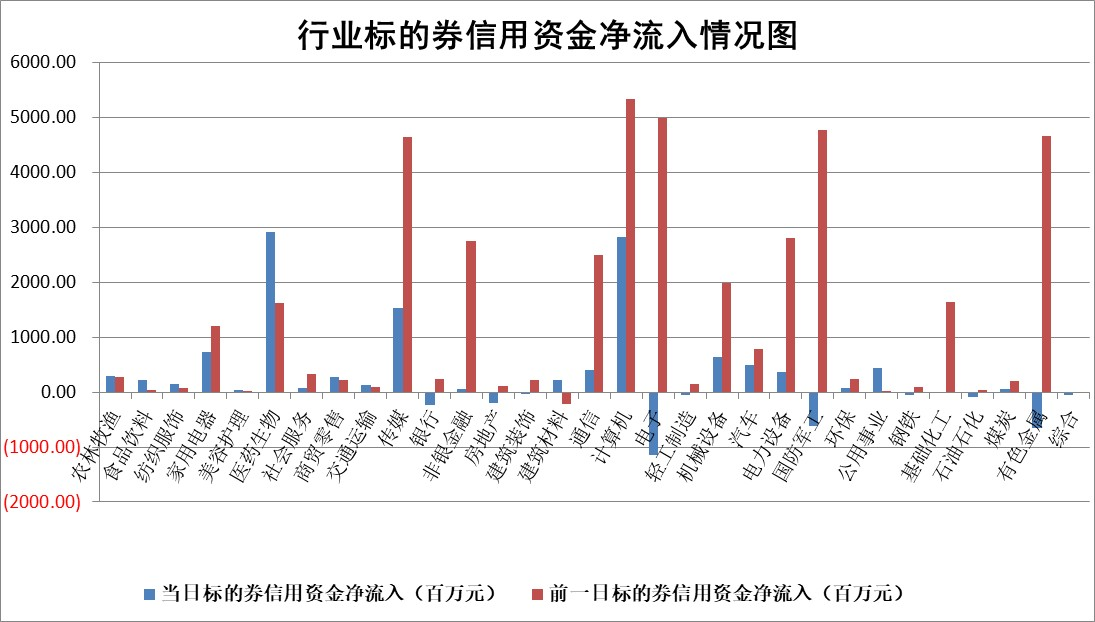 行业标的券信用资金净流入情况图
6000.00
5000.00
4000.00
3000.00
2000.00
1000.00
0.00
(1000.00)
(2000.00)
农林牧渔
食品饮料
纺织服饰
家用电器
美容护理
医药生物
社会服务
商贸零售
交通运输
传媒
银行
非银金融
房地产
建筑装饰
建筑材料
通信
计算机
电子
轻工制造
机械设备
汽车
电力设备
国防军工
环保
公用事业
钢铁
基础化工
石油石化
煤炭
有色金属
综合
当日标的券信用资金净流入（百万元）
前一日标的券信用资金净流入（百万元）